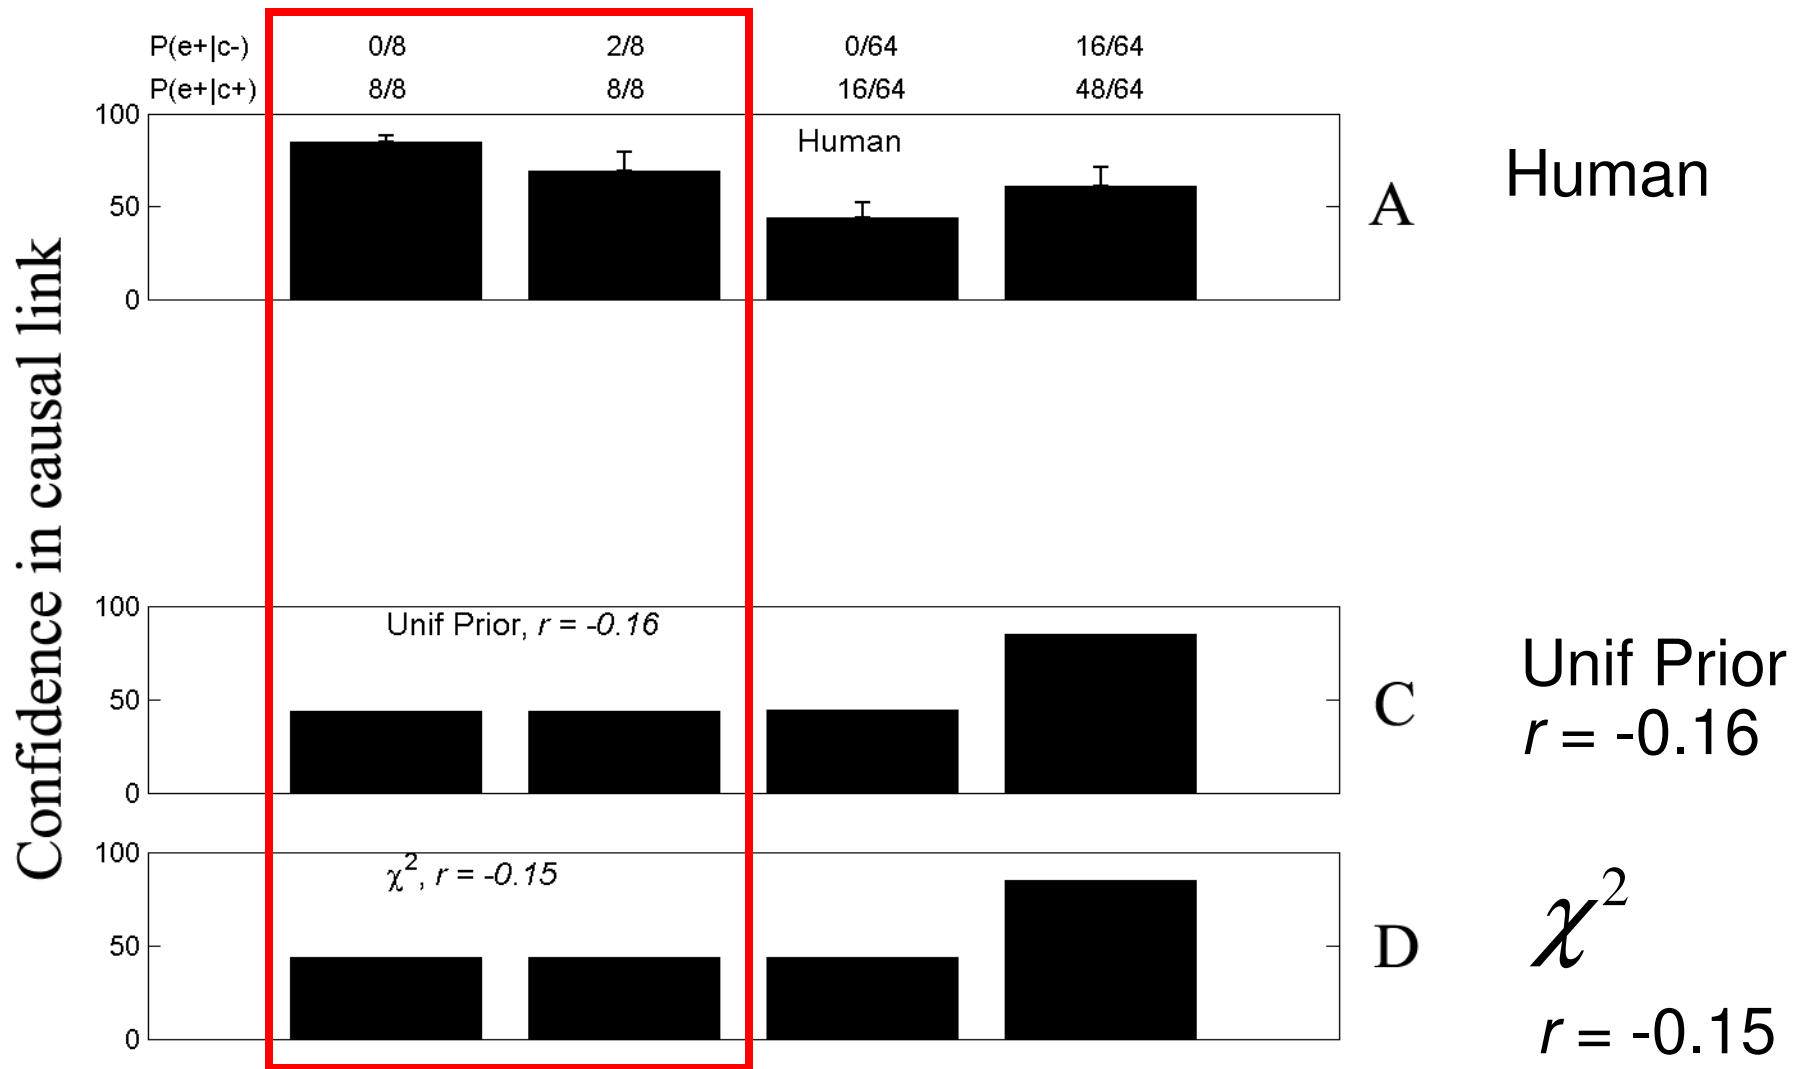 P(e+|c-) 0/8 2/8 0/64 16/64
P(e+|c+) 8/8 8/8 16/64 48/64
Confidence in causal link
100
50
0
Human
A
Human
100
50
0
Unif Prior, r = -0.16
C
Unif Prior
r = -0.16
100
50
0
χ², r = -0.15
D
χ²
r = -0.15